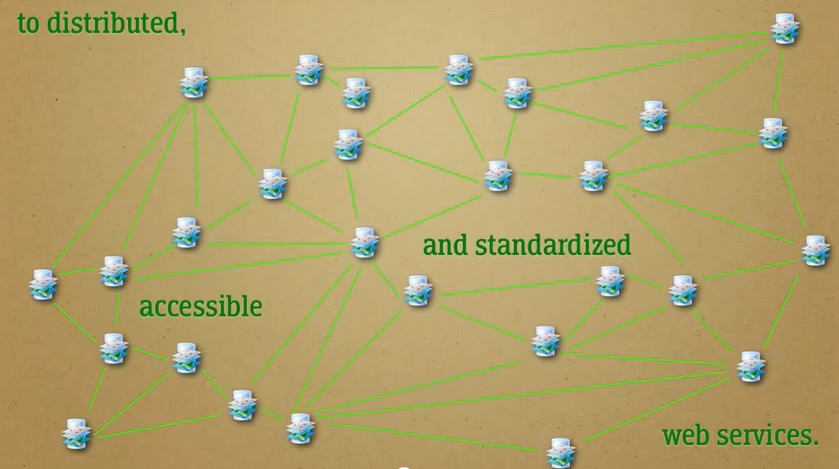 to distributed,
accessible
and standardized
web services.